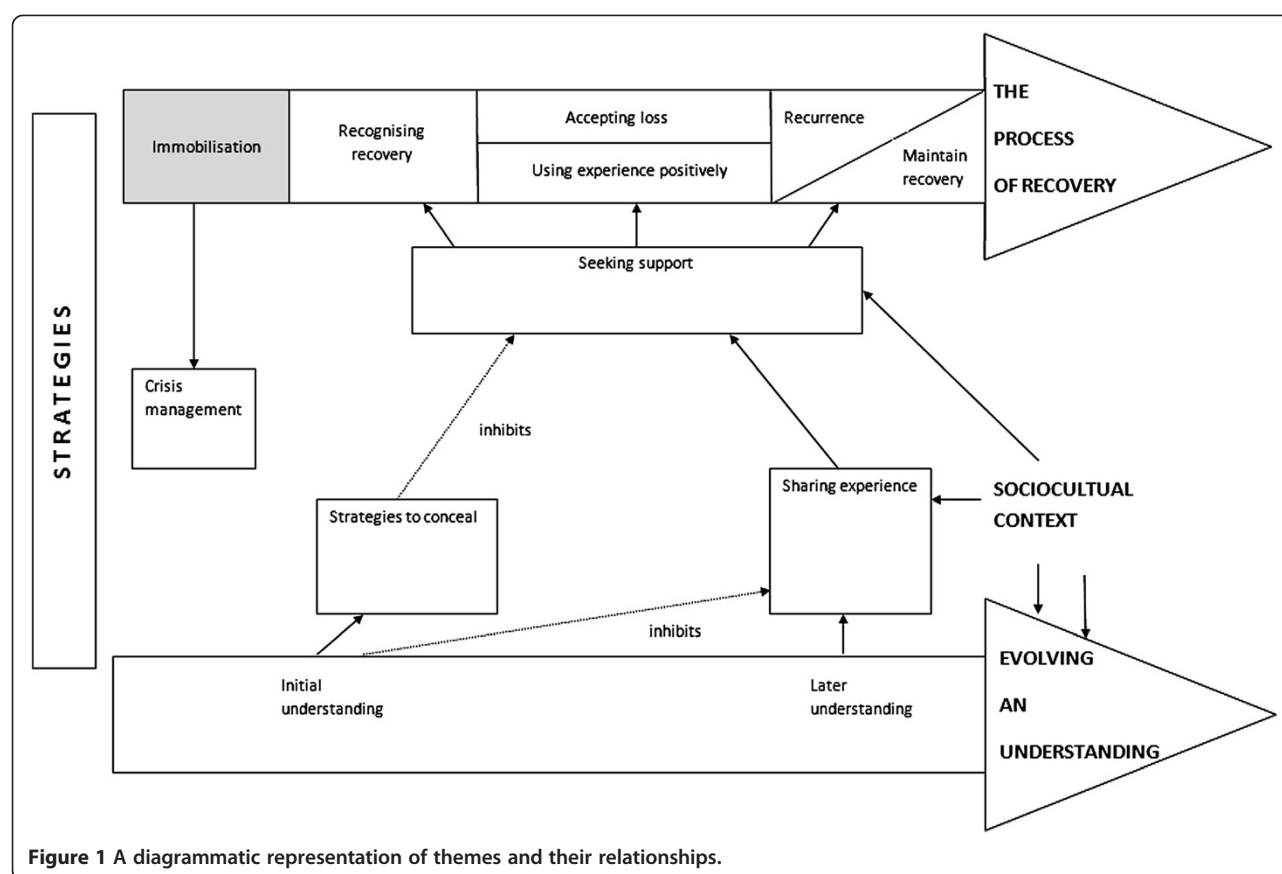 THE
PROCESS
OF RECOVERY
Immobilisation
Recognising
recovery
Accepting loss
Using experience positively
Recurrence
Maintain
recovery
Seeking support
STRATEGIES
Crisis
management
inhibits
Strategies to conceal
Sharing experience
SOCIOCULTUAL
CONTEXT
inhibits
Initial
understanding
Later
understanding
EVOLVING
AN
UNDERSTANDING
Figure 1 A diagrammatic representation of themes and their relationships.